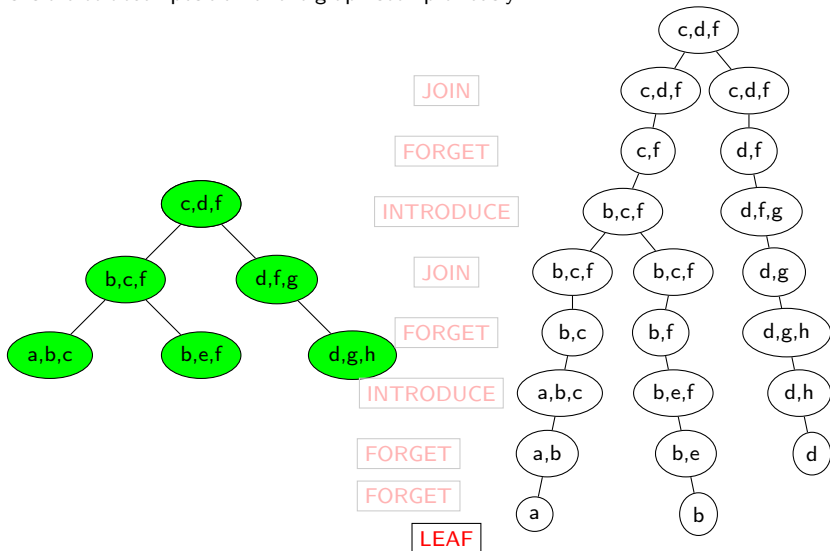 c,d,f
JOIN
c,d,f
c,d,f
FORGET
c,f
d,f
c,d,f
INTRODUCE
b,c,f
d,f,g
b,c,f
d,f,g
JOIN
b,c,f
b,c,f
d,g
a,b,c
b,e,f
d,g,h
FORGET
b,c
b,f
d,g,h
INTRODUCE
a,b,c
b,e,f
d,h
FORGET
a,b
b,e
d
FORGET
a
b
LEAF